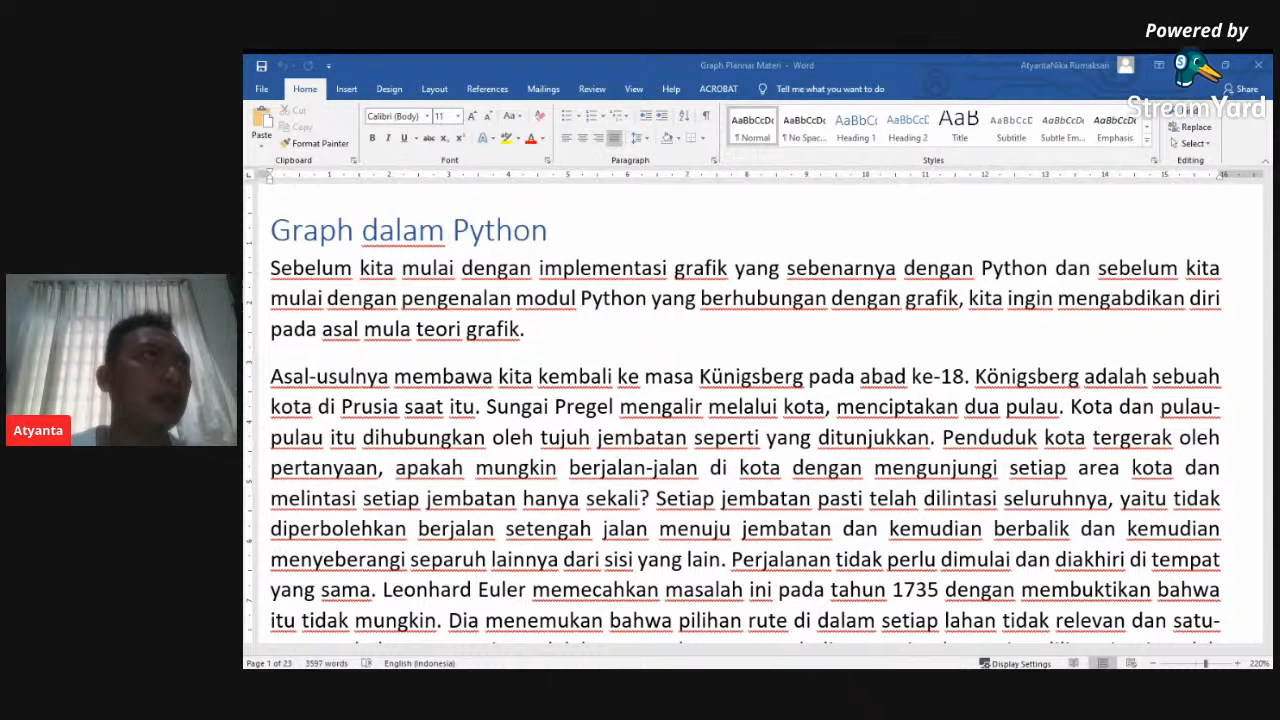 Powered by
StreamYard
Graph Plannar Materi - Word
AtyantaNika Rumaksari
File Home Insert Design Layout References Mailings Review View Help ACROBAT Tell me what you want to do Share
Paste
Cut
Copy
Format Painter
Clipboard
Calibri (Body) 11
Font
Paragraph
AaBbCcDc AaBbCcDc AaBbCc AaBbCcC AaB AaBbCcD AaBbCcDc AaBbCcDc
¶ Normal ¶ No Spac... Heading 1 Heading 2 Title Subtitle Subtle Em... Emphasis
Styles
Replace
Select
Editing
Graph dalam Python
Sebelum kita mulai dengan implementasi grafik yang sebenarnya dengan Python dan sebelum kita
mulai dengan pengenalan modul Python yang berhubungan dengan grafik, kita ingin mengabdikan diri
pada asal mula teori grafik.
Asal-usulnya membawa kita kembali ke masa Künigsberg pada abad ke-18. Königsberg adalah sebuah
kota di Prusia saat itu. Sungai Pregel mengalir melalui kota, menciptakan dua pulau. Kota dan pulau-
pulau itu dihubungkan oleh tujuh jembatan seperti yang ditunjukkan. Penduduk kota tergerak oleh
pertanyaan, apakah mungkin berjalan-jalan di kota dengan mengunjungi setiap area kota dan
melintasi setiap jembatan hanya sekali? Setiap jembatan pasti telah dilintasi seluruhnya, yaitu tidak
diperbolehkan berjalan setengah jalan menuju jembatan dan kemudian berbalik dan kemudian
menyeberangi separuh lainnya dari sisi yang lain. Perjalanan tidak perlu dimulai dan diakhiri di tempat
yang sama. Leonhard Euler memecahkan masalah ini pada tahun 1735 dengan membuktikan bahwa
itu tidak mungkin. Dia menemukan bahwa pilihan rute di dalam setiap lahan tidak relevan dan satu-
Page 1 of 23 3597 words English (Indonesia) Display Settings 220%
Atyanta